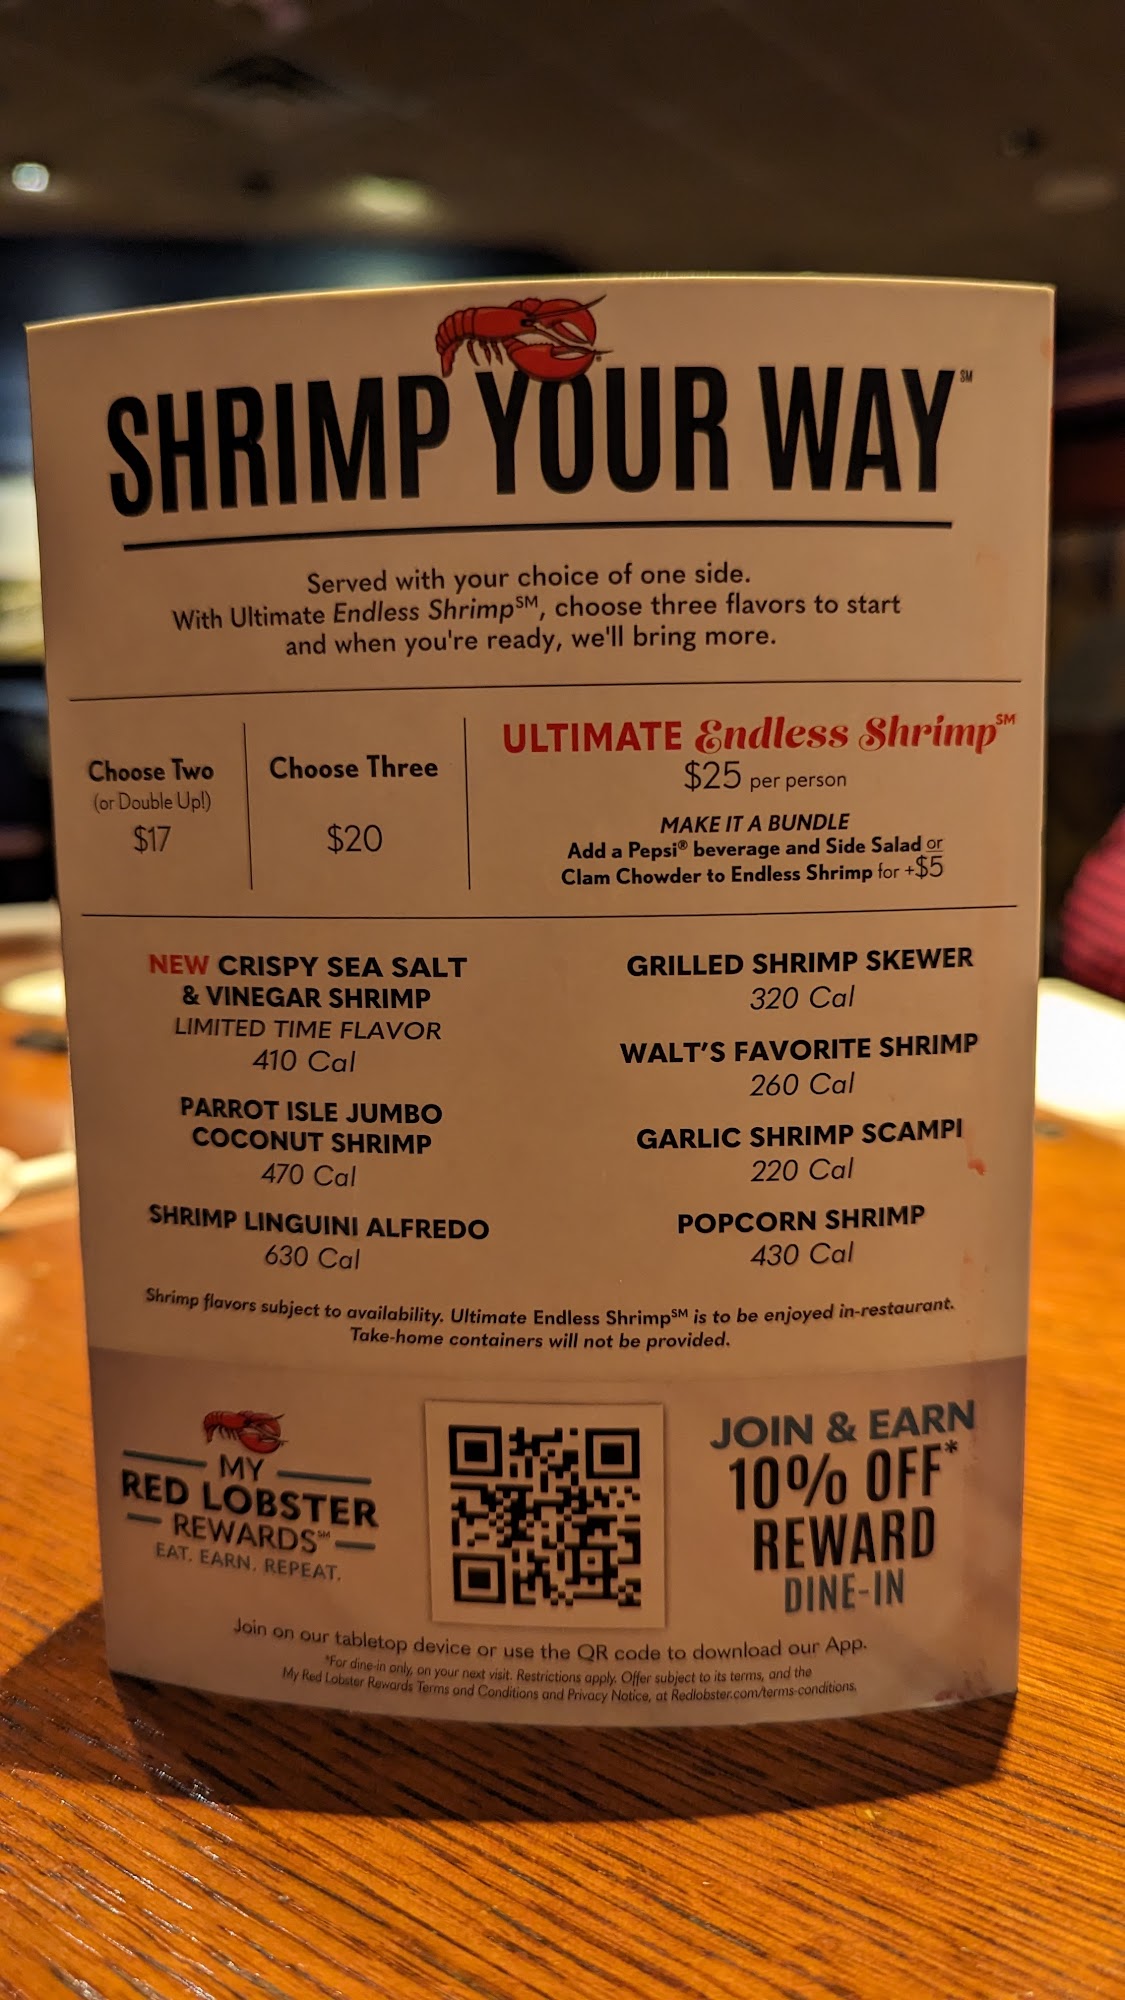 SHRIMP YOUR WAY℠
Served with your choice of one side.
With Ultimate Endless Shrimp℠, choose three flavors to start
and when you're ready, we'll bring more.
Choose Two
(or Double Up!)
$17
Choose Three
$20
ULTIMATE Endless Shrimp℠
$25 per person
MAKE IT A BUNDLE
Add a Pepsi® beverage and Side Salad or
Clam Chowder to Endless Shrimp for +$5
NEW CRISPY SEA SALT
& VINEGAR SHRIMP
LIMITED TIME FLAVOR
410 Cal
PARROT ISLE JUMBO
COCONUT SHRIMP
470 Cal
SHRIMP LINGUINI ALFREDO
630 Cal
GRILLED SHRIMP SKEWER
320 Cal
WALT'S FAVORITE SHRIMP
260 Cal
GARLIC SHRIMP SCAMPI
220 Cal
POPCORN SHRIMP
430 Cal
Shrimp flavors subject to availability. Ultimate Endless Shrimp℠ is to be enjoyed in-restaurant.
Take-home containers will not be provided.
MY
RED LOBSTER
REWARDS℠
EAT. EARN. REPEAT.
JOIN & EARN
10% OFF*
REWARD
DINE-IN
Join on our tabletop device or use the QR code to download our App.
*For dine-in only, on your next visit. Restrictions apply. Offer subject to its terms, and the
My Red Lobster Rewards Terms and Conditions and Privacy Notice, at Redlobster.com/terms-conditions.